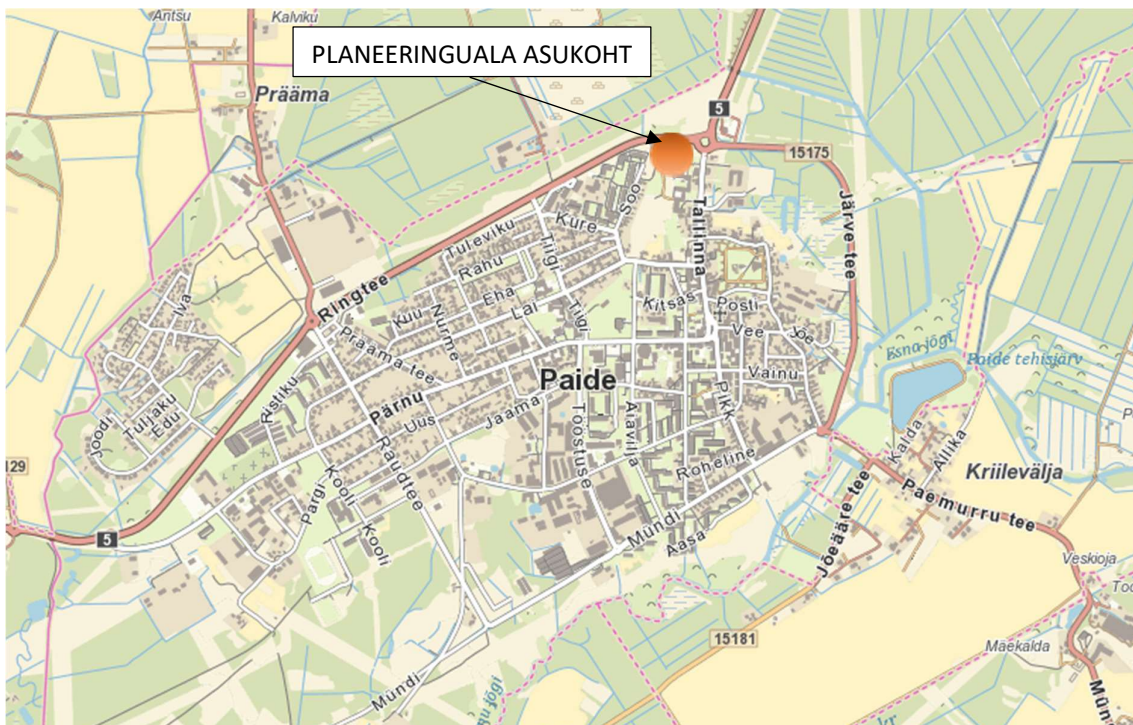 Antsu
Kalviku
PLANEERINGUALA ASUKOHT
Prääma
5
15175
Järve tee
Soo
Tallinna
Kure
Tuleviku
Tiigi
Rahu
Eha
Lai
Kuu
Nurme
Tiigi
Kitsas
Posti
Vee
Jõe
Iva
Ringtee
Prääma tee
Esna jõgi
Paide tehisjärv
Vainu
Paide
Pikk
Ristiku
Pärnu
Uus
Jaama
Tööstuse
Aavilja
Joodi
Tuljaku
Edu
Kalda
Allika
Roheline
Raudtee
Kriilevälja
129
Pargi
Kooli
Kooli
Mündi
Aasa
Jõeääre tee
Paemurru tee
5
Veskioja
15181
Mäekalda
Mündi